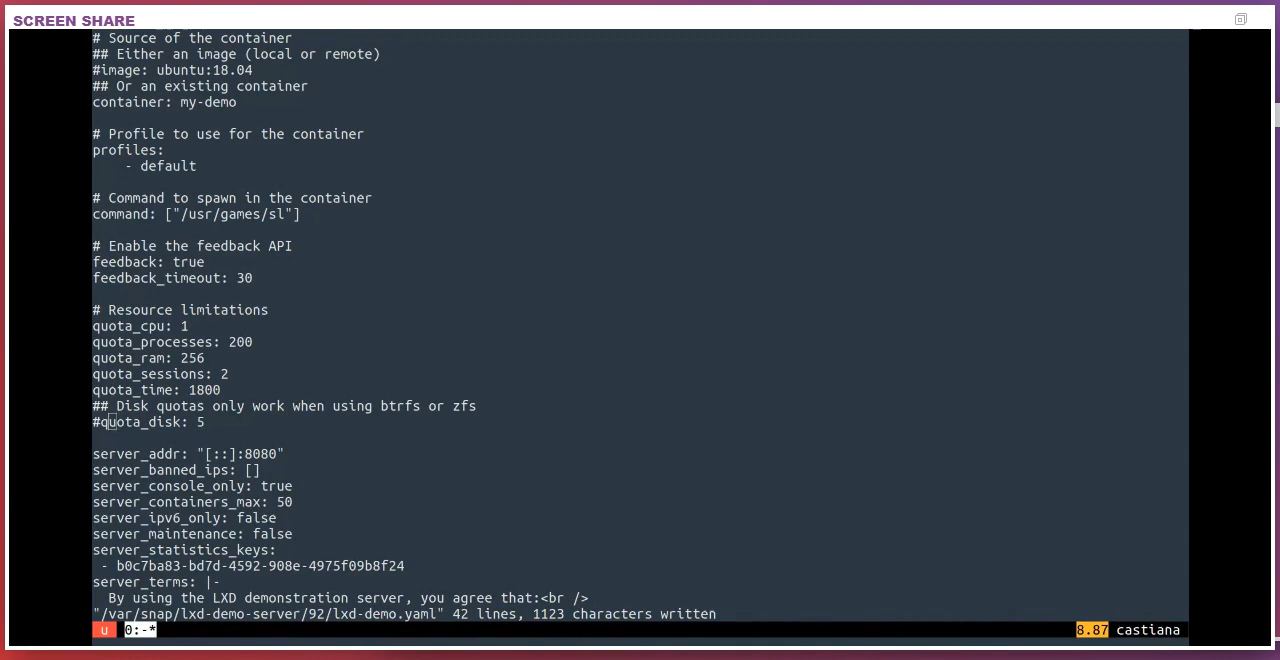 SCREEN SHARE
# Source of the container
## Either an image (local or remote)
#image: ubuntu:18.04
## Or an existing container
container: my-demo
# Profile to use for the container
profiles:
- default
# Command to spawn in the container
command: ["/usr/games/sl"]
# Enable the feedback API
feedback: true
feedback_timeout: 30
# Resource limitations
quota_cpu: 1
quota_processes: 200
quota_ram: 256
quota_sessions: 2
quota_time: 1800
## Disk quotas only work when using btrfs or zfs
#quota_disk: 5
server_addr: "[::]:8080"
server_banned_ips: []
server_console_only: true
server_containers_max: 50
server_ipv6_only: false
server_maintenance: false
server_statistics_keys:
- b0c7ba83-bd7d-4592-908e-4975f09b8f24
server_terms: |-
By using the LXD demonstration server, you agree that:<br />
"/var/snap/lxd-demo-server/92/lxd-demo.yaml" 42 lines, 1123 characters written
u 0:-* 8.87 castiana